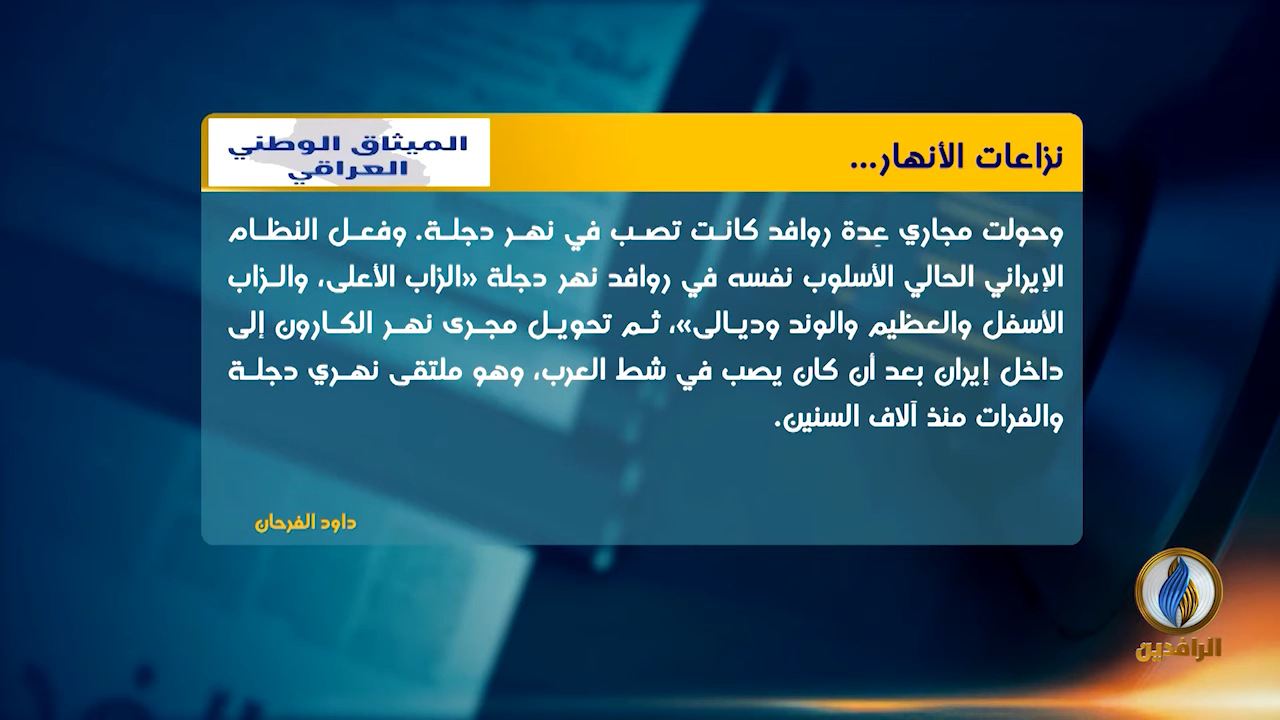 نزاعات الأنهار...
الميثاق الوطني
العراقي
وحولت مجاري عِدة روافد كانت تصب في نهر دجلة. وفعل النظام
الإيراني الحالي الأسلوب نفسه في روافد نهر دجلة «الزاب الأعلى، والزاب
الأسفل والعظيم والوند وديالى»، ثم تحويل مجرى نهر الكارون إلى
داخل إيران بعد أن كان يصب في شط العرب، وهو ملتقى نهري دجلة
والفرات منذ آلاف السنين.
داود الفرحان
الرافدين